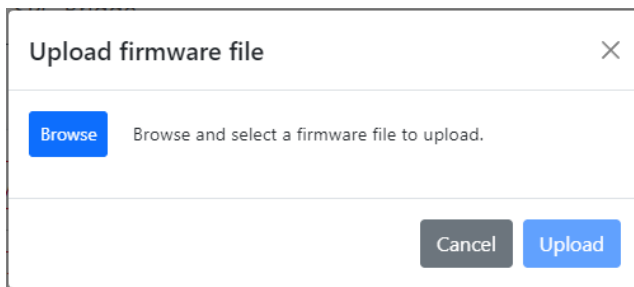 Upload firmware file
Browse
Browse and select a firmware file to upload.
Cancel
Upload